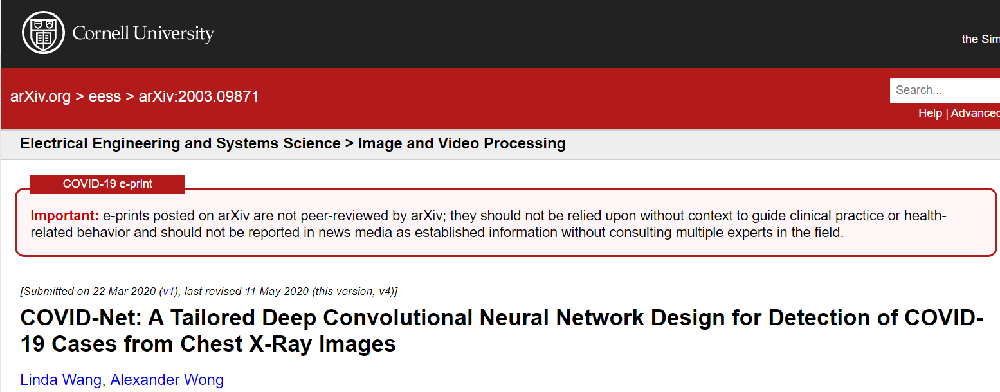 Cornell University
the Sim
arXiv.org > eess > arXiv:2003.09871
Search...
Help | Advanced
Electrical Engineering and Systems Science > Image and Video Processing
COVID-19 e-print
Important: e-prints posted on arXiv are not peer-reviewed by arXiv; they should not be relied upon without context to guide clinical practice or health-
related behavior and should not be reported in news media as established information without consulting multiple experts in the field.
[Submitted on 22 Mar 2020 (v1), last revised 11 May 2020 (this version, v4)]
COVID-Net: A Tailored Deep Convolutional Neural Network Design for Detection of COVID-
19 Cases from Chest X-Ray Images
Linda Wang, Alexander Wong